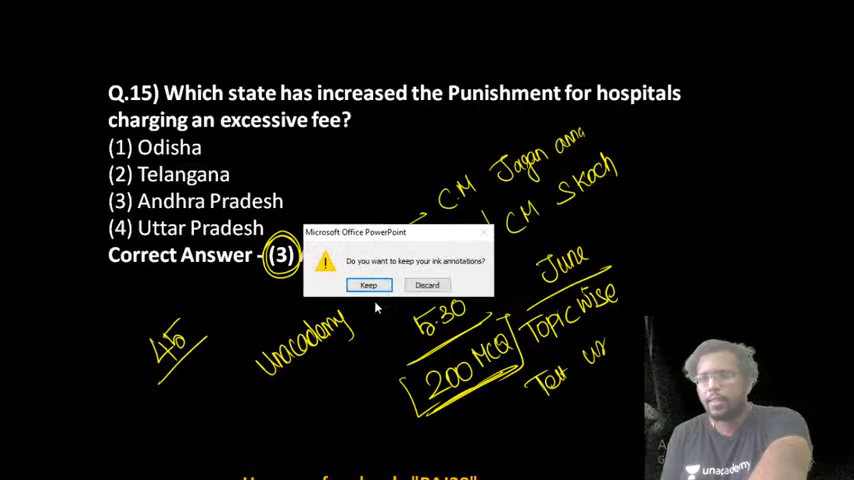 Q.15) Which state has increased the Punishment for hospitals
charging an excessive fee?
(1) Odisha
(2) Telangana
(3) Andhra Pradesh
(4) Uttar Pradesh
Correct Answer - (3)
C.M Jagan anna
CM Skoch
Microsoft Office PowerPoint
Do you want to keep your ink annotations?
Keep Discard
45
unacademy
5.30
June
200 MCQ
TOPIC wise
unacademy